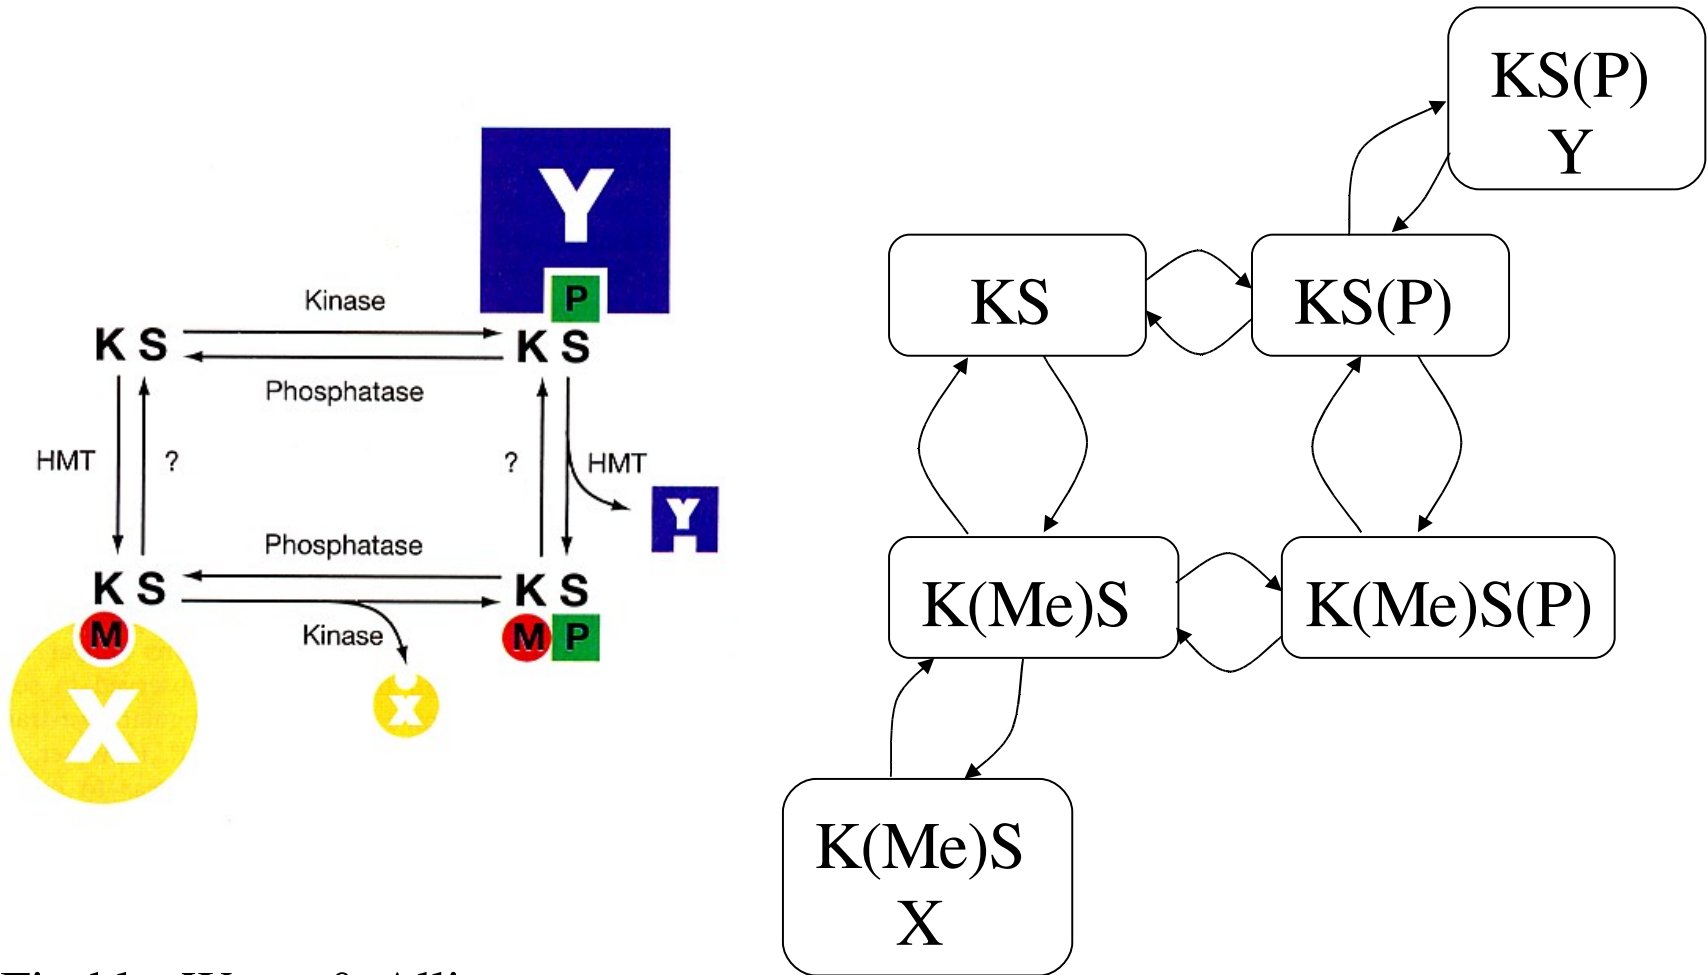 Y
P
Kinase
K S
K S
Phosphatase
HMT
?
?
HMT
Y
Phosphatase
K S
K S
M
Kinase
M P
X
X
KS(P)
Y
KS
KS(P)
K(Me)S
K(Me)S(P)
K(Me)S
X